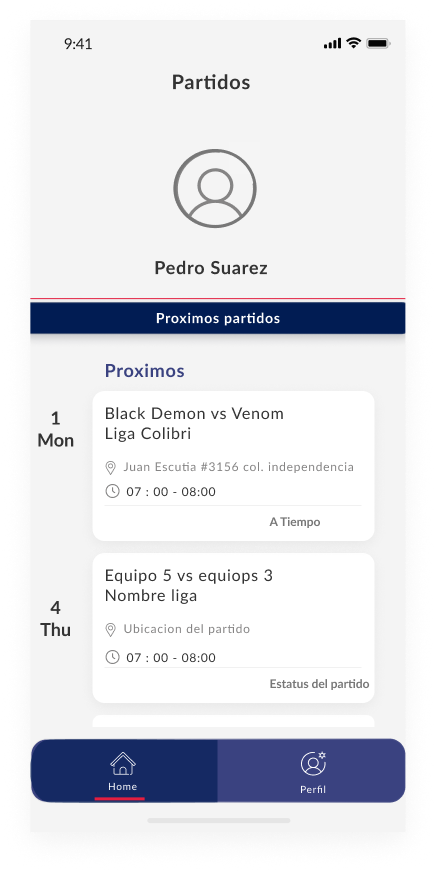 9:41
Partidos
Pedro Suarez
Proximos partidos
Proximos
1
Mon
Black Demon vs Venom
Liga Colibri
Juan Escutia #3156 col. independencia
07 : 00 - 08:00
A Tiempo
4
Thu
Equipo 5 vs equiops 3
Nombre liga
Ubicacion del partido
07 : 00 - 08:00
Estatus del partido
Home
Perfil